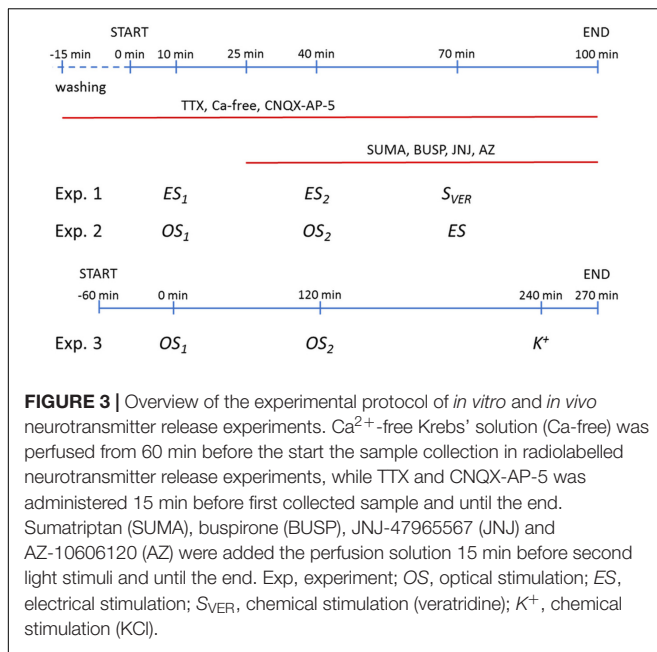 START END
-15 min 0 min 10 min 25 min 40 min 70 min 100 min
washing
TTX, Ca-free, CNQX-AP-5
SUMA, BUSP, JNJ, AZ
Exp. 1 ES1 ES2 SVER
Exp. 2 OS1 OS2 ES
START END
-60 min 0 min 120 min 240 min 270 min
Exp. 3 OS1 OS2 K+
FIGURE 3 | Overview of the experimental protocol of in vitro and in vivo
neurotransmitter release experiments. Ca2+-free Krebs' solution (Ca-free) was
perfused from 60 min before the start the sample collection in radiolabelled
neurotransmitter release experiments, while TTX and CNQX-AP-5 was
administered 15 min before first collected sample and until the end.
Sumatriptan (SUMA), buspirone (BUSP), JNJ-47965567 (JNJ) and
AZ-10606120 (AZ) were added the perfusion solution 15 min before second
light stimuli and until the end. Exp, experiment; OS, optical stimulation; ES,
electrical stimulation; SVER, chemical stimulation (veratridine); K+, chemical
stimulation (KCl).